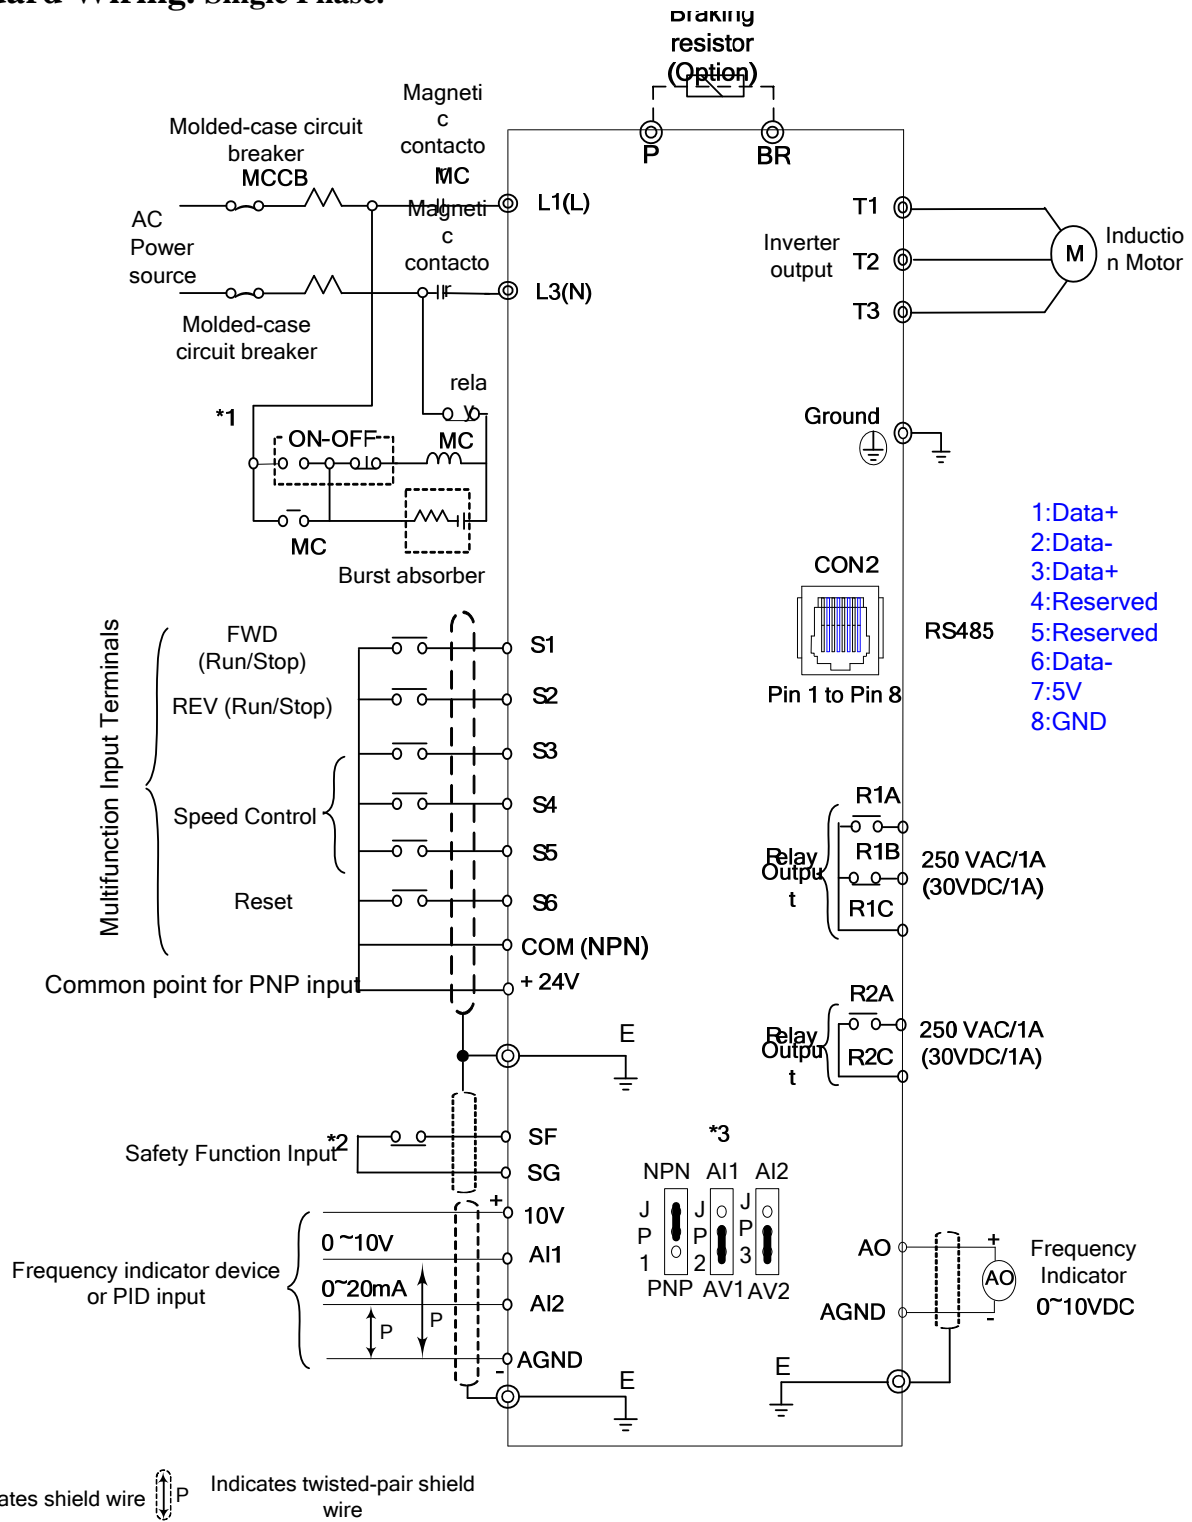 Wiring: Single Phase.
Braking
resistor
(Option)
P
BR
Magneti
c
contacto
r
MC
Molded-case circuit
breaker
MCCB
L1(L)
AC
Power
source
Magneti
c
contacto
r
L3(N)
Molded-case
circuit breaker
T1
Inverter
output
T2
T3
M
Inductio
n Motor
rela
y
*1
ON-OFF
MC
MC
Burst absorber
Ground
CON2
RS485
Pin 1 to Pin 8
1:Data+
2:Data-
3:Data+
4:Reserved
5:Reserved
6:Data-
7:5V
8:GND
Multifunction Input Terminals
FWD
(Run/Stop)
S1
REV (Run/Stop)
S2
S3
Speed Control
S4
S5
Reset
S6
COM (NPN)
Common point for PNP input
+ 24V
E
R1A
R1B
R1C
Relay
Outpu
t
250 VAC/1A
(30VDC/1A)
R2A
R2C
Relay
Outpu
t
250 VAC/1A
(30VDC/1A)
Safety Function Input
*2
SF
SG
*3
NPN AI1 AI2
J
P
1
J
P
2
J
P
3
PNP AV1 AV2
+
10V
0 ~10V
AI1
0~20mA
AI2
Frequency indicator device
or PID input
P
P
AGND
-
E
AO
AGND
+
AO
-
Frequency
Indicator
0~10VDC
E
shield wire
P
Indicates twisted-pair shield
wire